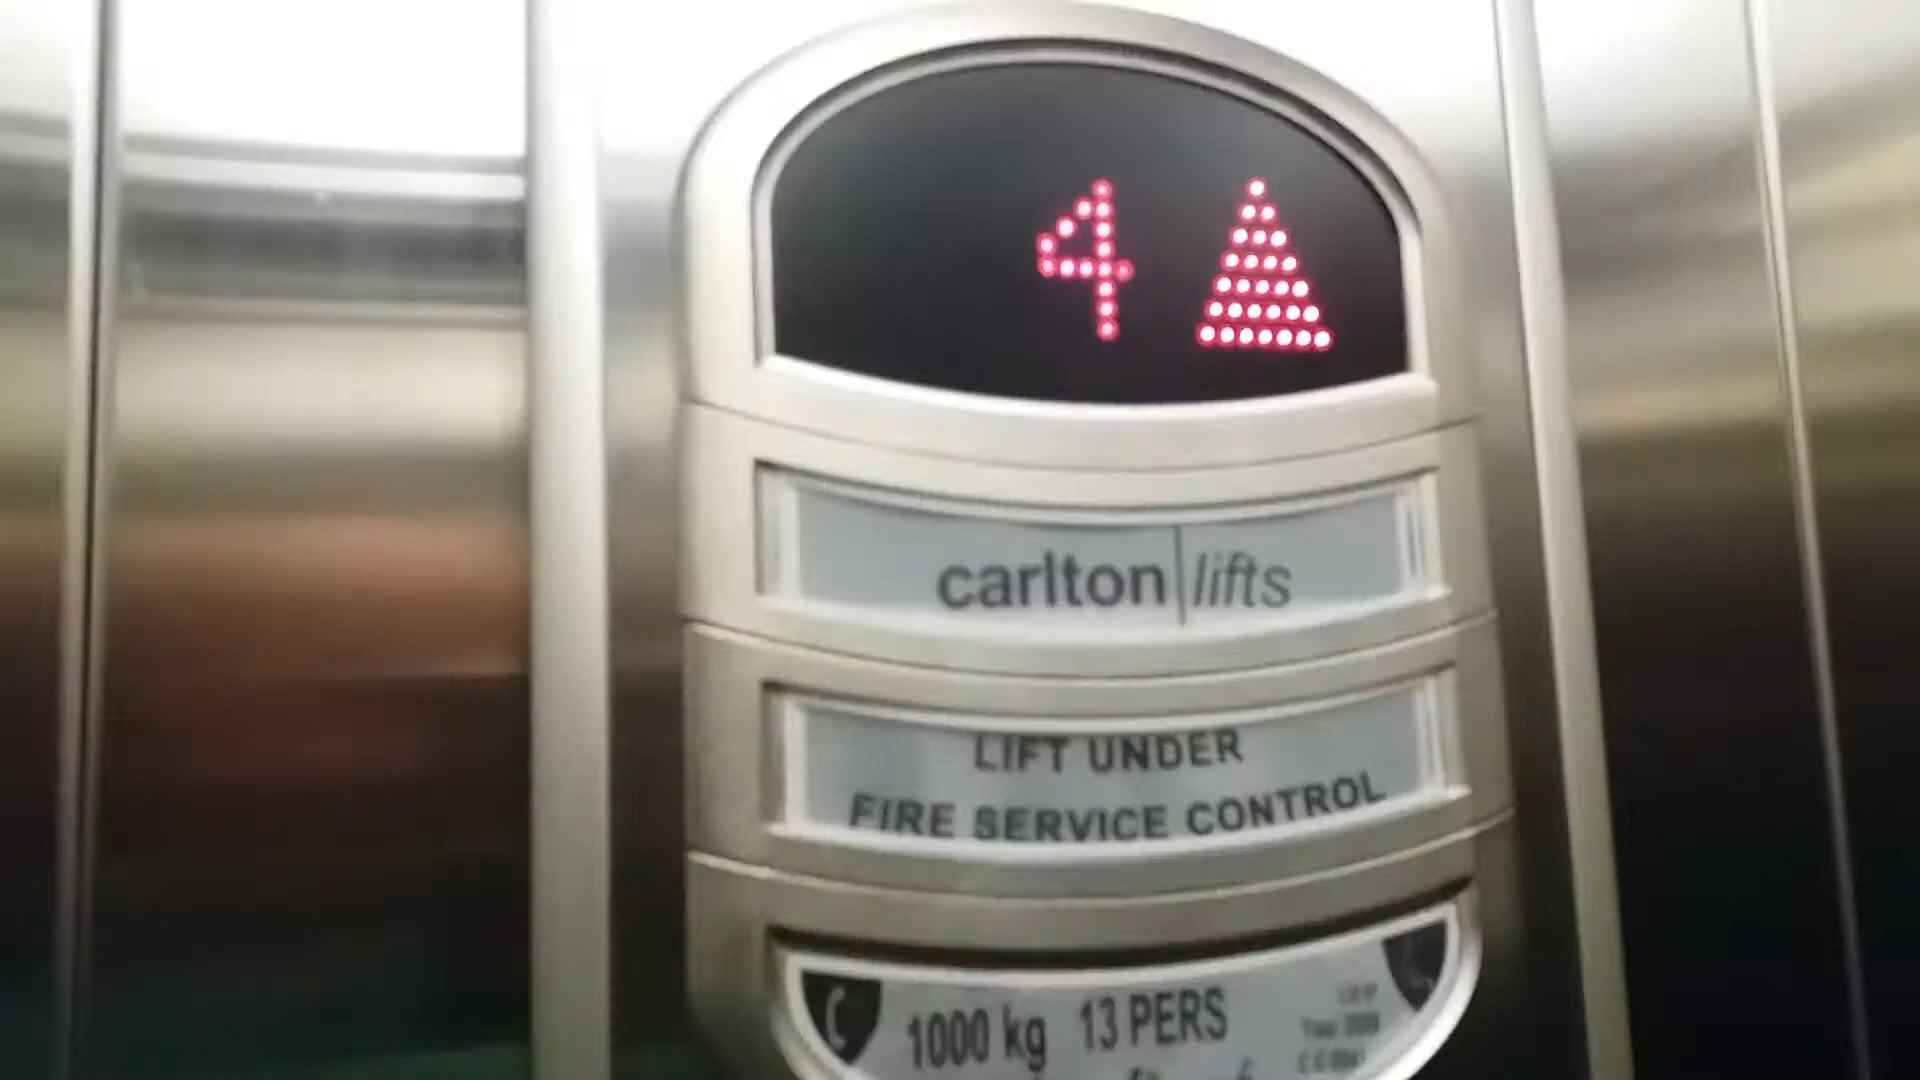 4
carlton lifts
LIFT UNDER
FIRE SERVICE CONTROL
1000 kg 13 PERS